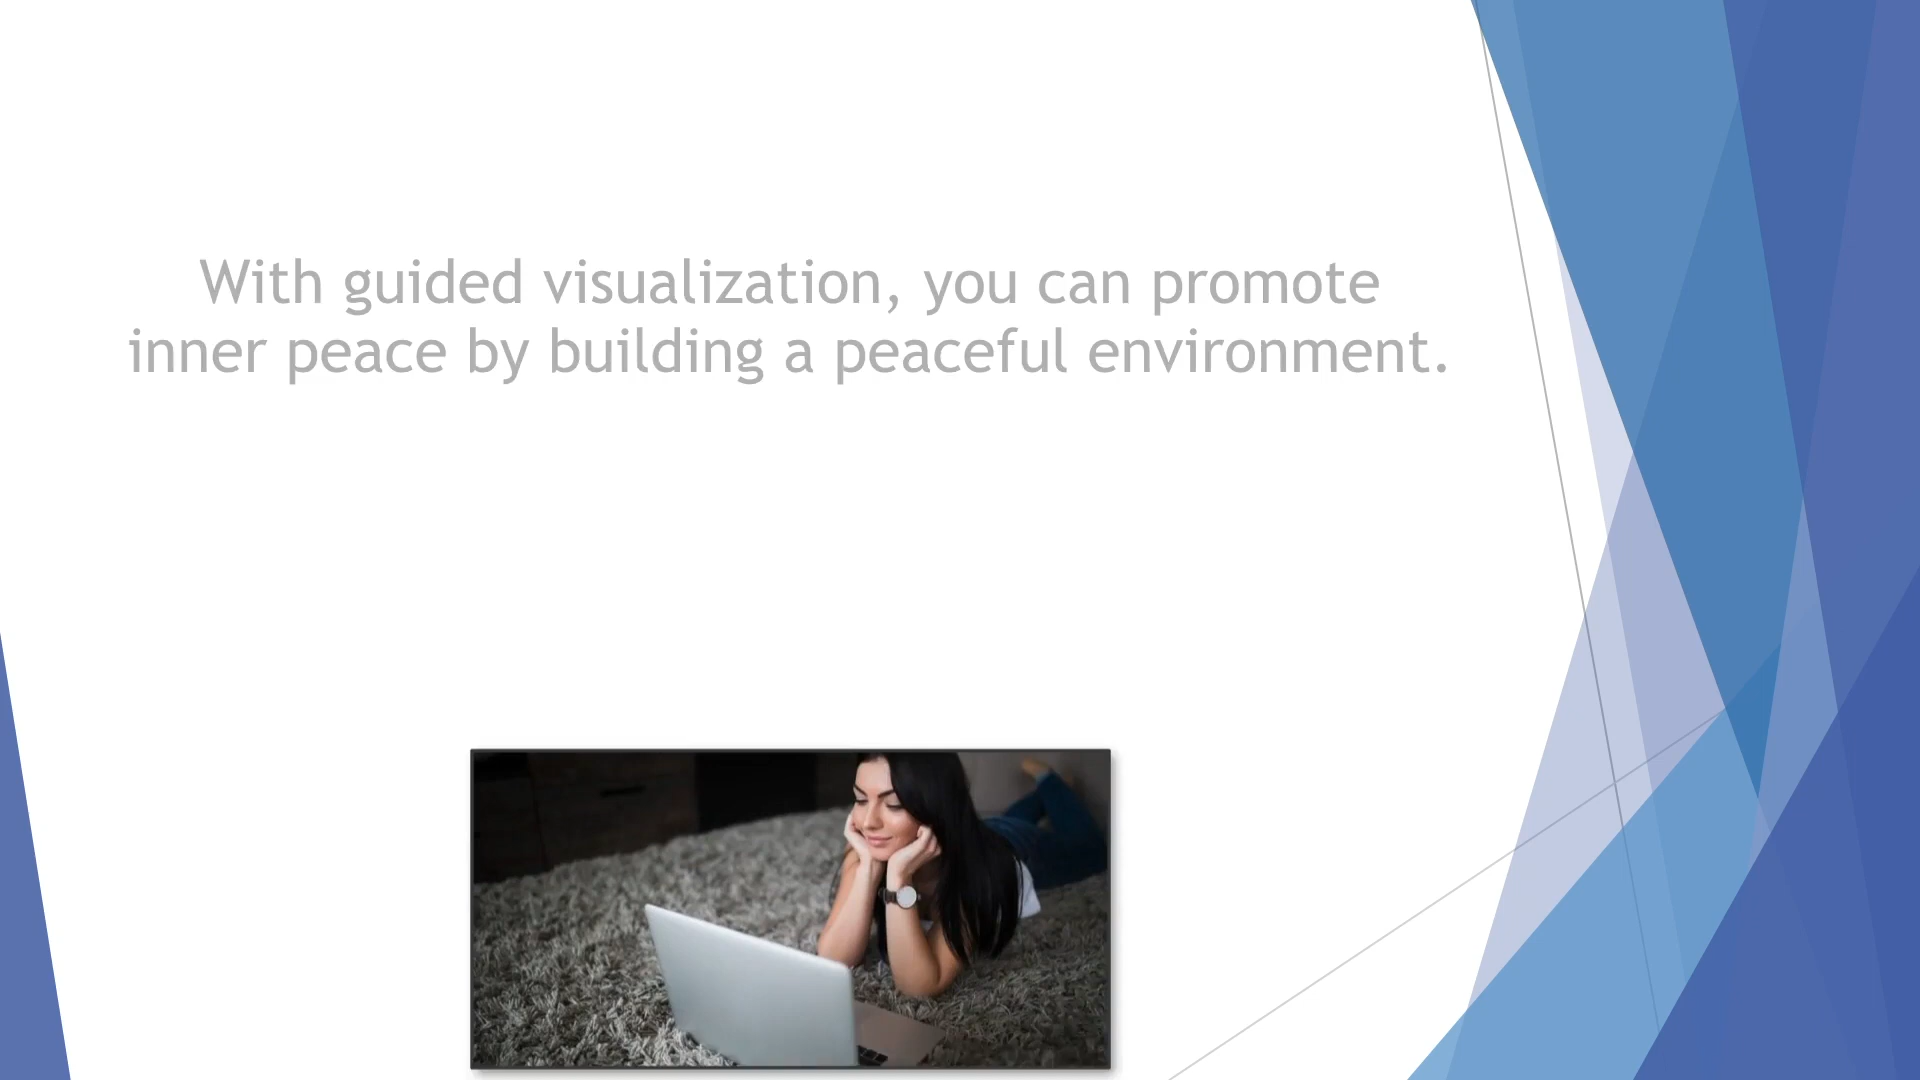 With guided visualization, you can promote
inner peace by building a peaceful environment.